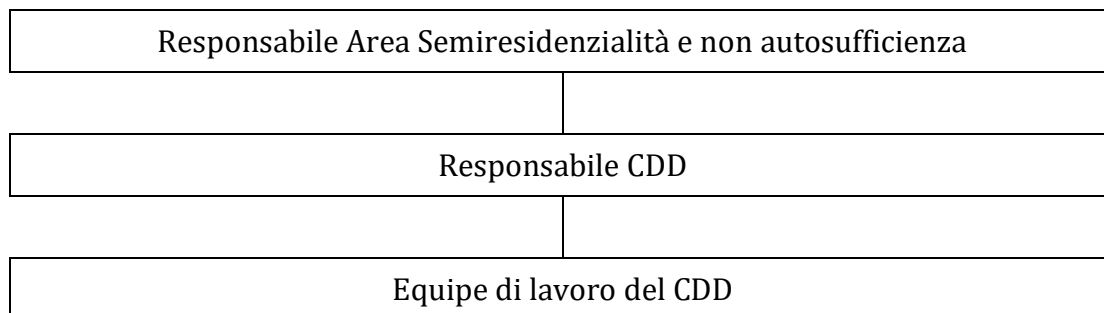 Responsabile Area Semiresidenzialità e non autosufficienza
Responsabile CDD
Equipe di lavoro del CDD